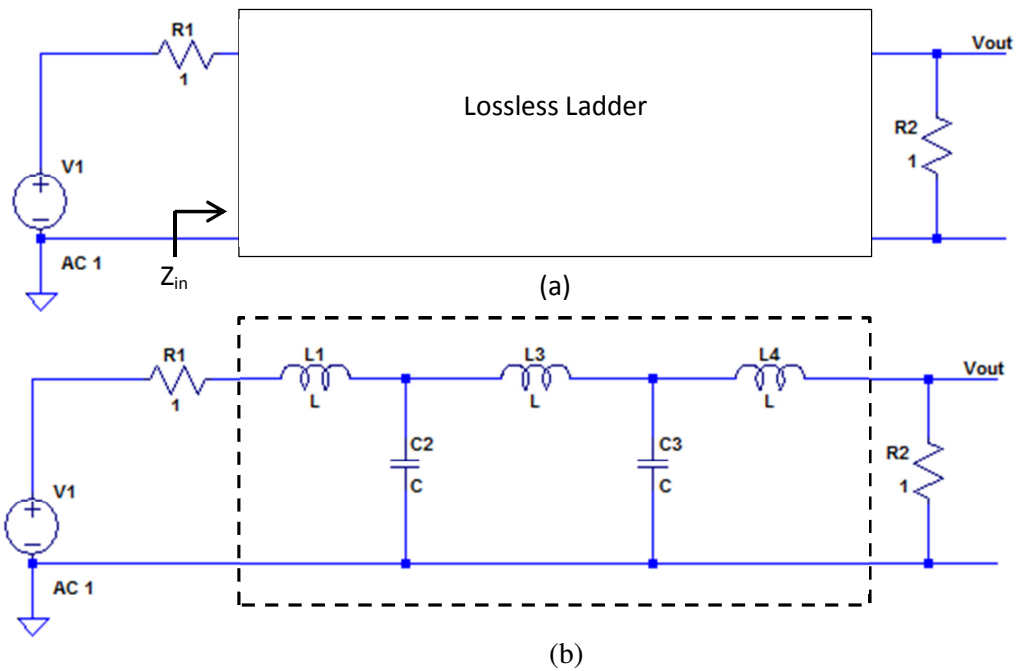 R1
1
Lossless Ladder
Vout
R2
1
V1
AC 1
Zin
(a)
R1
1
L1
L
L3
L
L4
L
Vout
C2
C
C3
C
R2
1
V1
AC 1
(b)